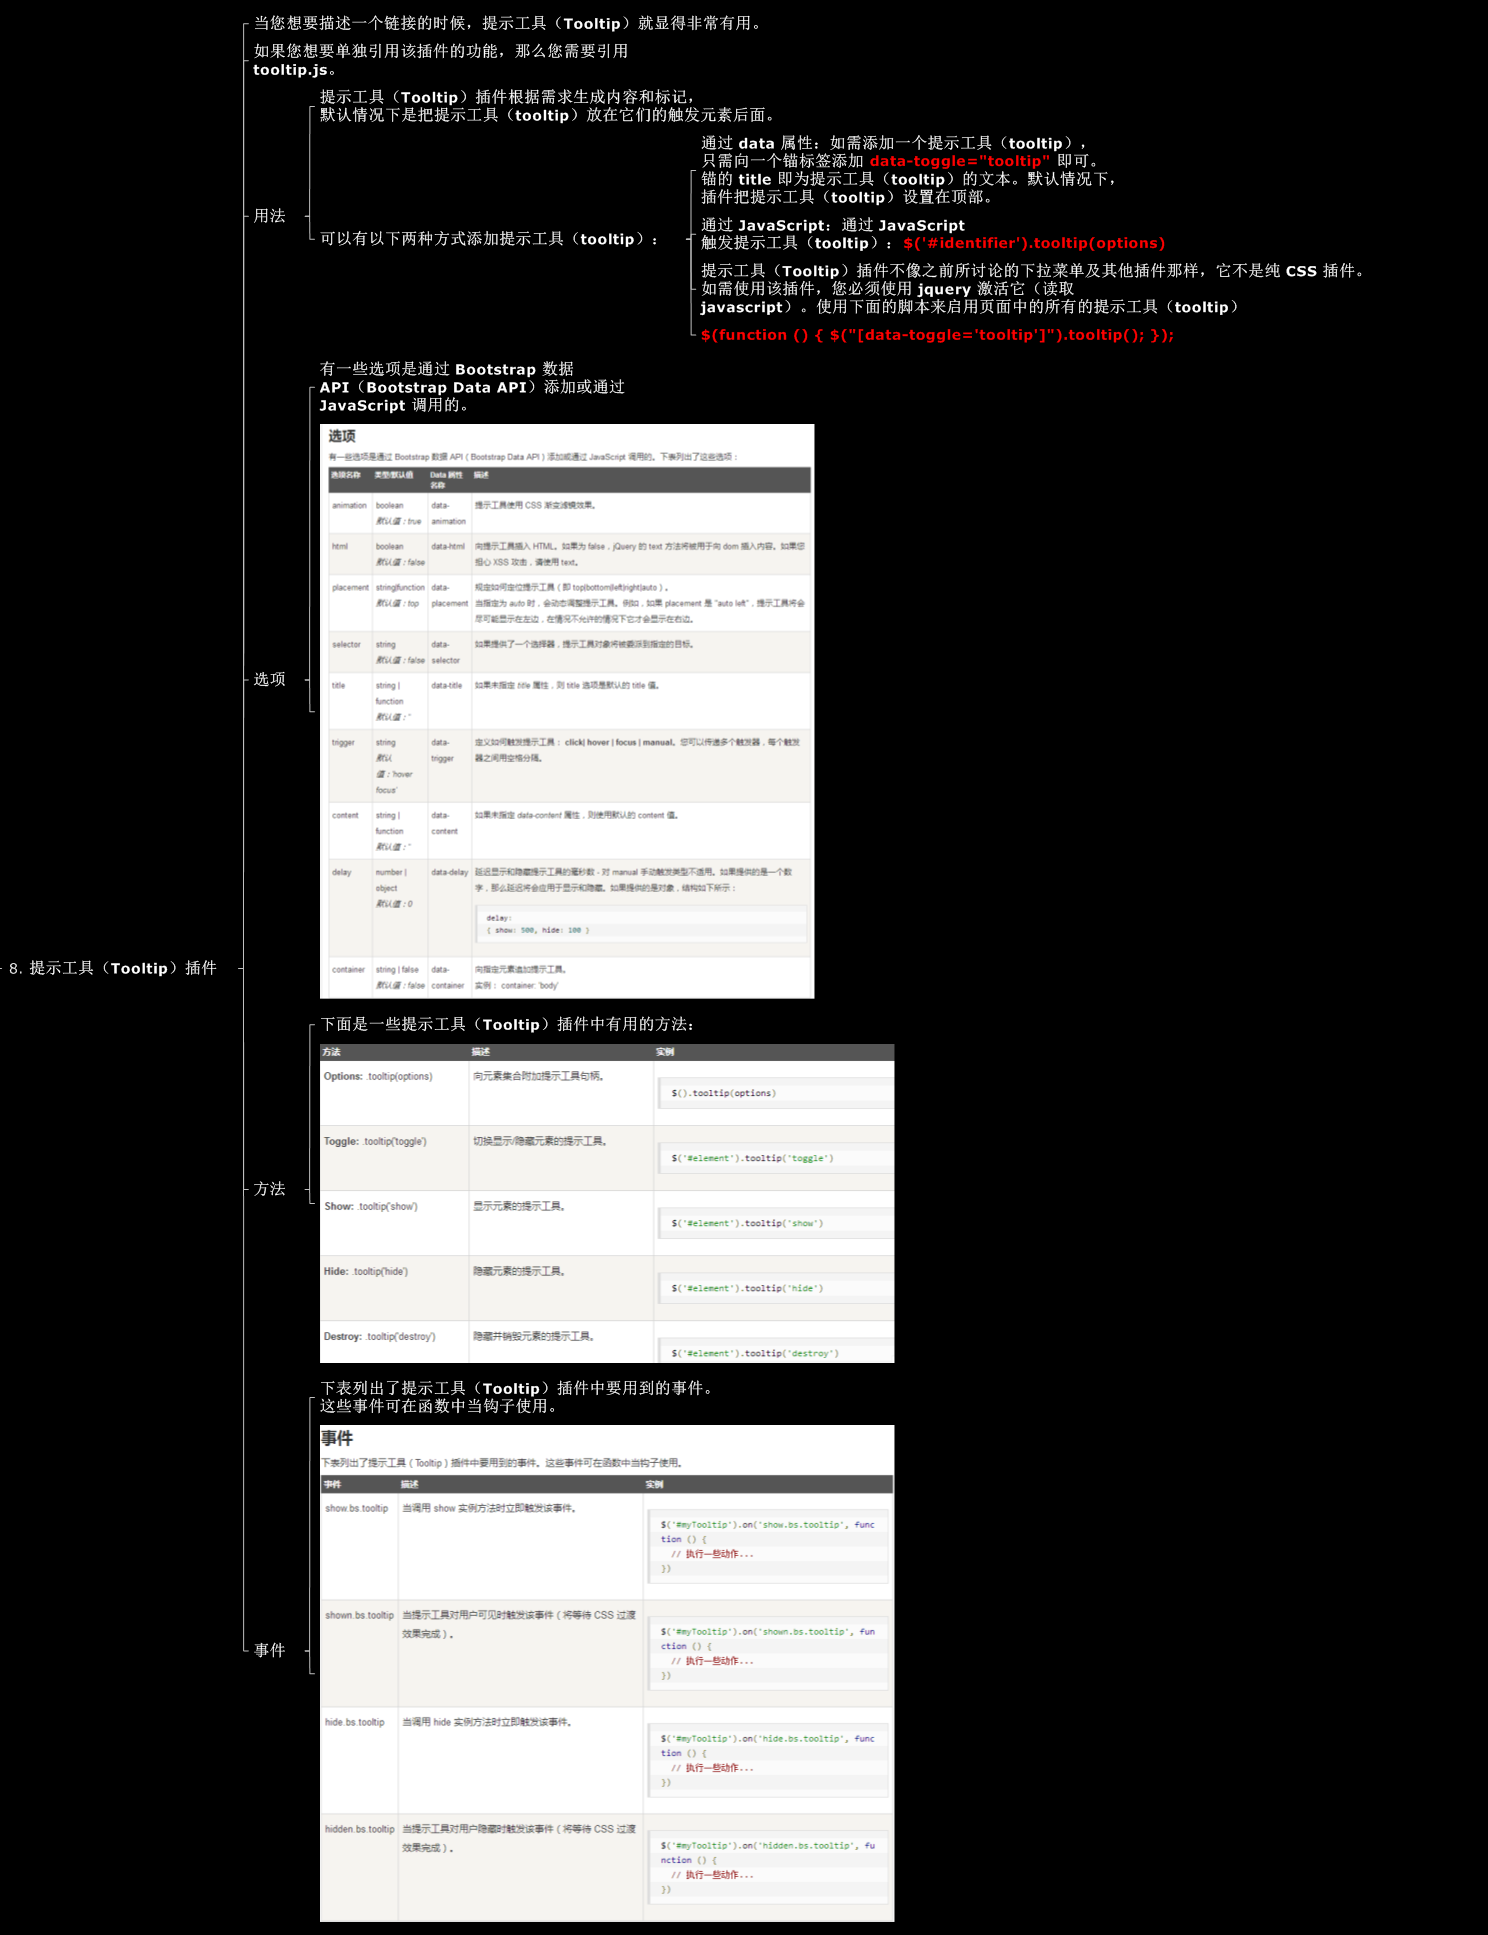 当您想要描述一个链接的时候，提示工具（Tooltip）就显得非常有用。
如果您想要单独引用该插件的功能，那么您需要引用
tooltip.js。
提示工具（Tooltip）插件根据需求生成内容和标记，
默认情况下是把提示工具（tooltip）放在它们的触发元素后面。
通过 data 属性：如需添加一个提示工具（tooltip），
只需向一个锚标签添加 data-toggle="tooltip" 即可。
锚的 title 即为提示工具（tooltip）的文本。默认情况下，
插件把提示工具（tooltip）设置在顶部。
用法
可以有以下两种方式添加提示工具（tooltip）：
通过 JavaScript：通过 JavaScript
触发提示工具（tooltip）：$('#identifier').tooltip(options)
提示工具（Tooltip）插件不像之前所讨论的下拉菜单及其他插件那样，它不是纯 CSS 插件。
如需使用该插件，您必须使用 jquery 激活它（读取
javascript）。使用下面的脚本来启用页面中的所有的提示工具（tooltip）
$(function () { $("[data-toggle='tooltip']").tooltip(); });
有一些选项是通过 Bootstrap 数据
API（Bootstrap Data API）添加或通过
JavaScript 调用的。
选项
选项
有一些选项是通过 Bootstrap 数据 API（Bootstrap Data API）添加或通过 JavaScript 调用的。下表列出了这些选项：
选项名称 类型/默认值 Data 属性 描述
名称
animation boolean data- 提示工具使用 CSS 渐变滤镜效果。
默认值：true animation
html boolean data-html 向提示工具插入 HTML。如果为 false，jQuery 的 text 方法将被用于向 dom 插入内容。如果您
默认值：false 担心 XSS 攻击，请使用 text。
placement string|function data- 规定如何定位提示工具（即 top|bottom|left|right|auto）。
默认值：top placement 当指定为 auto 时，会动态调整提示工具。例如，如果 placement 是 "auto left"，提示工具将会
尽可能显示在左边，在情况不允许的情况下它才会显示在右边。
selector string data- 如果提供了一个选择器，提示工具对象将被委派到指定的目标。
默认值：false selector
title string | data-title 如果未指定 title 属性，则 title 选项是默认的 title 值。
function
默认值：''
trigger string data- 定义如何触发提示工具： click| hover | focus | manual。您可以传递多个触发器，每个触发
默认 trigger 器之间用空格分隔。
值：'hover
focus'
content string | data- 如果未指定 data-content 属性，则使用默认的 content 值。
function content
默认值：''
delay number | data-delay 延迟显示和隐藏提示工具的毫秒数 - 对 manual 手动触发类型不适用。如果提供的是一个数
object 字，那么延迟将会应用于显示和隐藏。如果提供的是对象，结构如下所示：
默认值：0
delay:
{ show: 500, hide: 100 }
container string | false data- 向指定元素追加提示工具。
默认值：false container 实例： container: 'body'
8. 提示工具（Tooltip）插件
下面是一些提示工具（Tooltip）插件中有用的方法：
方法
方法 描述 实例
Options: .tooltip(options) 向元素集合附加提示工具句柄。
$().tooltip(options)
Toggle: .tooltip('toggle') 切换显示/隐藏元素的提示工具。
$('#element').tooltip('toggle')
Show: .tooltip('show') 显示元素的提示工具。
$('#element').tooltip('show')
Hide: .tooltip('hide') 隐藏元素的提示工具。
$('#element').tooltip('hide')
Destroy: .tooltip('destroy') 隐藏并销毁元素的提示工具。
$('#element').tooltip('destroy')
下表列出了提示工具（Tooltip）插件中要用到的事件。
这些事件可在函数中当钩子使用。
事件
事件
下表列出了提示工具（Tooltip）插件中要用到的事件。这些事件可在函数中当钩子使用。
事件 描述 实例
show.bs.tooltip 当调用 show 实例方法时立即触发该事件。
$('#myTooltip').on('show.bs.tooltip', func
tion () {
// 执行一些动作...
})
shown.bs.tooltip 当提示工具对用户可见时触发该事件（将等待 CSS 过渡
效果完成）。
$('#myTooltip').on('shown.bs.tooltip', fun
ction () {
// 执行一些动作...
})
hide.bs.tooltip 当调用 hide 实例方法时立即触发该事件。
$('#myTooltip').on('hide.bs.tooltip', func
tion () {
// 执行一些动作...
})
hidden.bs.tooltip 当提示工具对用户隐藏时触发该事件（将等待 CSS 过渡
效果完成）。
$('#myTooltip').on('hidden.bs.tooltip', fu
nction () {
// 执行一些动作...
})